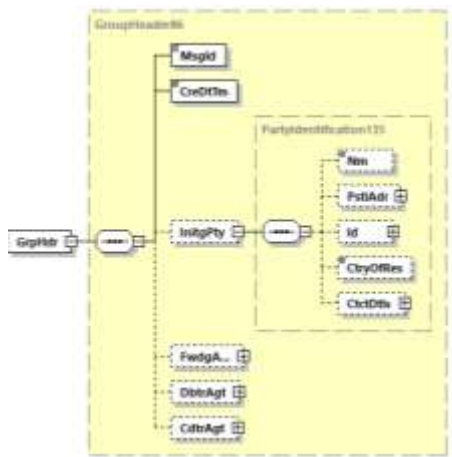 GroupHeader86
MsgId
CreDtTm
PartyIdentification135
Nm
PstlAdr
GrpHdr
InitgPty
Id
CtryOfRes
CtctDtls
FwdgA...
DbtrAgt
CdtrAgt